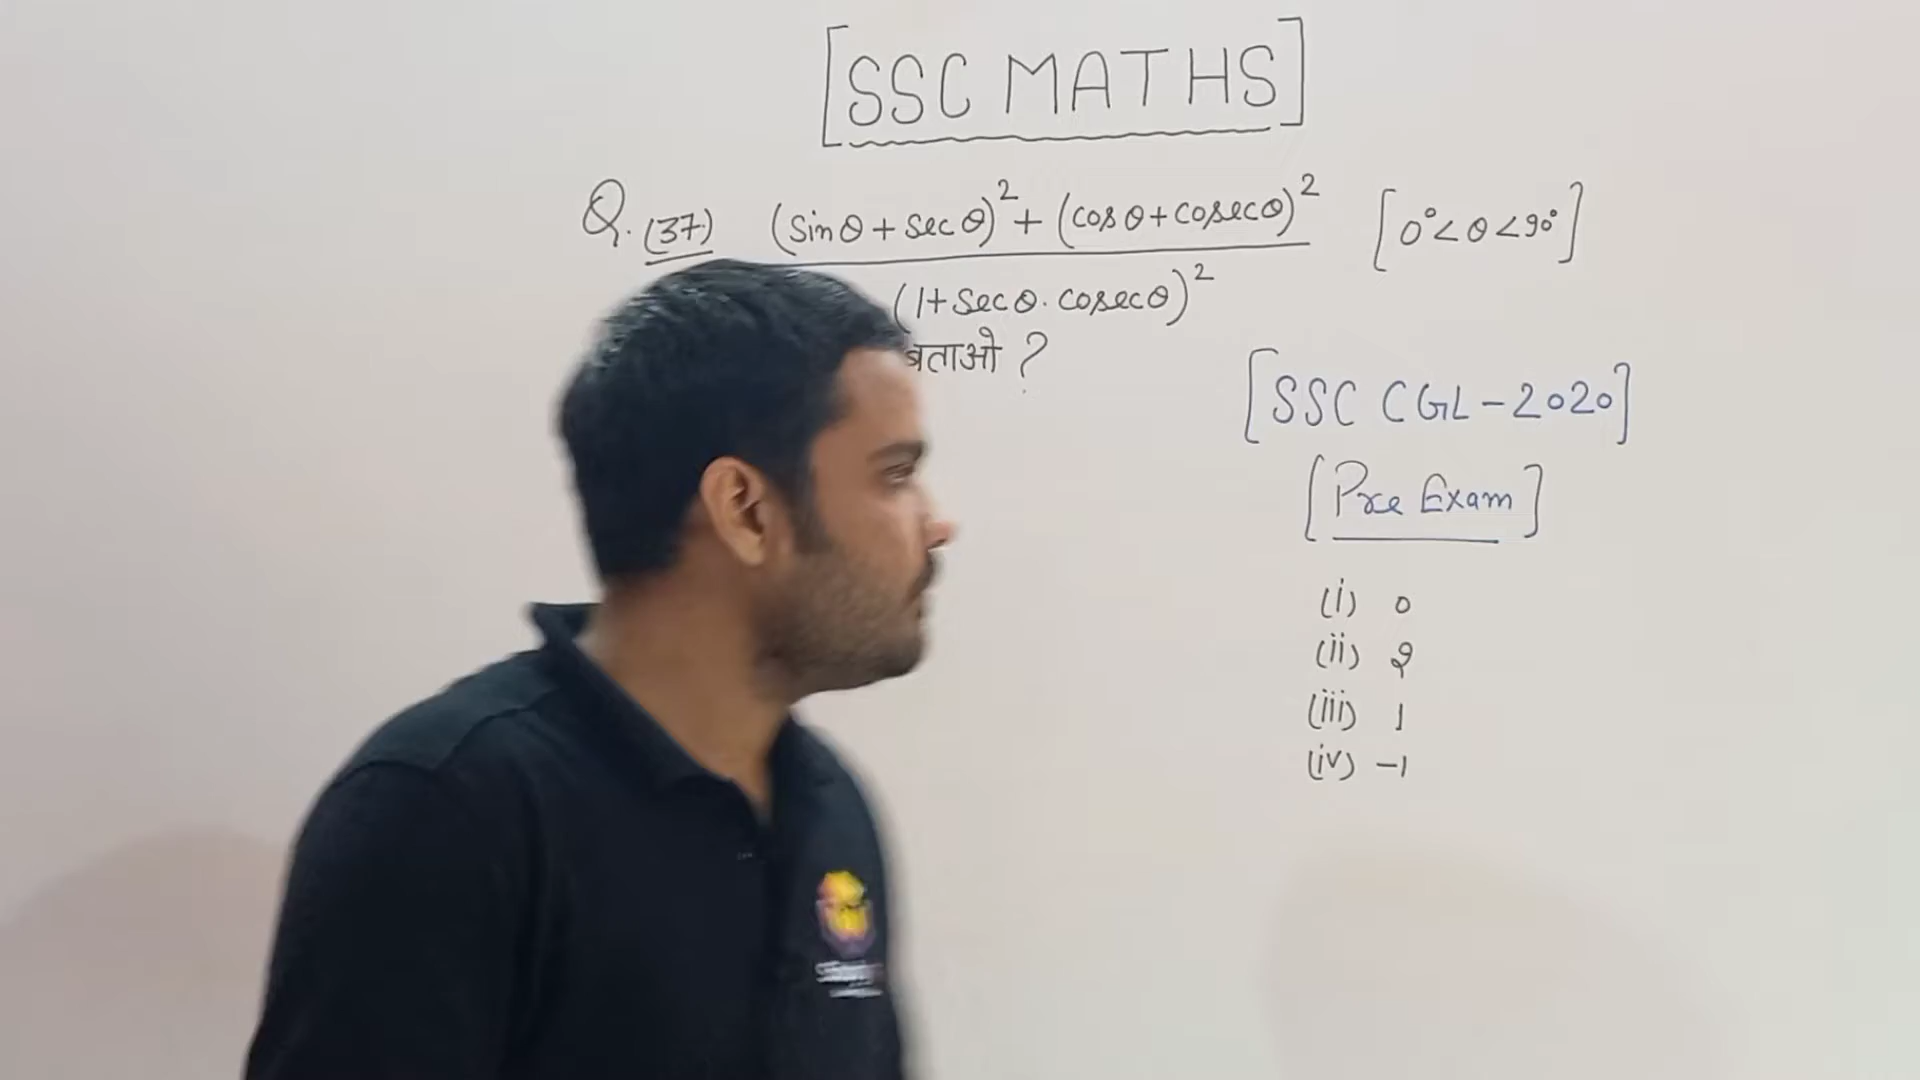 [SSC MATHS]
Q. (37) (sinθ + secθ)² + (cosθ + cosecθ)² [0° < θ < 90°]
(1 + secθ . cosecθ)²
बताओ ?
[SSC CGL - 2020]
[Pre Exam]
(i) 0
(ii) 2
(iii) 1
(iv) -1